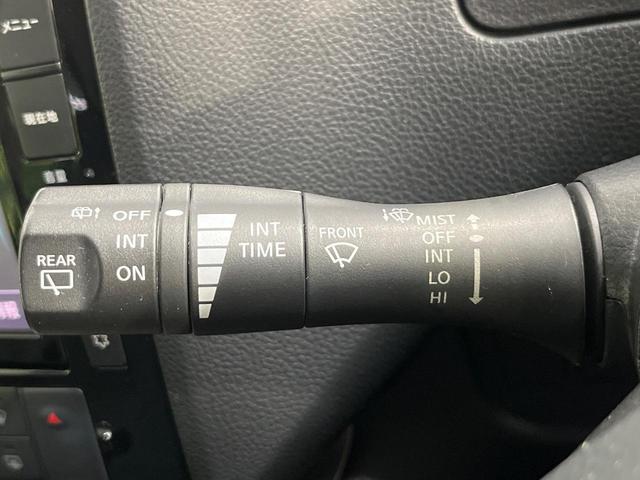 メニュー
現在地
REAR
OFF
INT
ON
INT
TIME
FRONT
MIST
OFF
INT
LO
HI